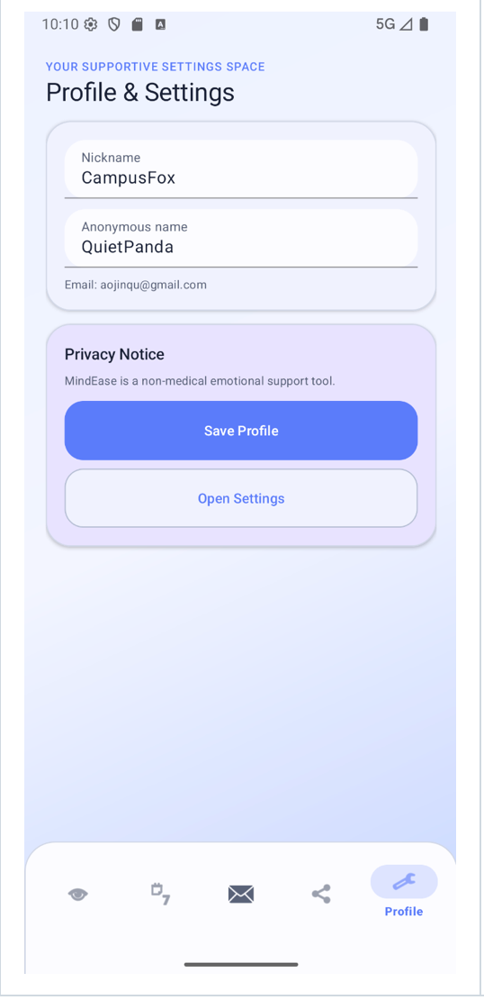 10:10
5G
YOUR SUPPORTIVE SETTINGS SPACE
Profile & Settings
Nickname
CampusFox
Anonymous name
QuietPanda
Email: aojinqu@gmail.com
Privacy Notice
MindEase is a non-medical emotional support tool.
Save Profile
Open Settings
7
Profile